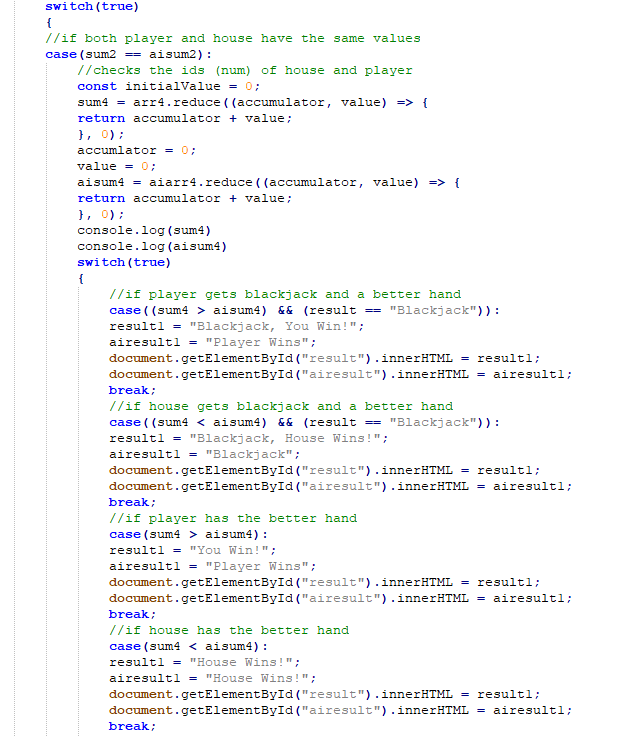 switch(true)
{
//if both player and house have the same values
case(sum2 == aisum2):
//checks the ids (num) of house and player
const initialValue = 0;
sum4 = arr4.reduce((accumulator, value) => {
return accumulator + value;
}, 0);
accumlator = 0;
value = 0;
aisum4 = aiarr4.reduce((accumulator, value) => {
return accumulator + value;
}, 0);
console.log(sum4)
console.log(aisum4)
switch(true)
{
//if player gets blackjack and a better hand
case((sum4 > aisum4) && (result == "Blackjack")):
result1 = "Blackjack, You Win!";
airesult1 = "Player Wins";
document.getElementById("result").innerHTML = result1;
document.getElementById("airesult").innerHTML = airesult1;
break;
//if house gets blackjack and a better hand
case((sum4 < aisum4) && (result == "Blackjack")):
result1 = "Blackjack, House Wins!";
airesult1 = "Blackjack";
document.getElementById("result").innerHTML = result1;
document.getElementById("airesult").innerHTML = airesult1;
break;
//if player has the better hand
case(sum4 > aisum4):
result1 = "You Win!";
airesult1 = "Player Wins";
document.getElementById("result").innerHTML = result1;
document.getElementById("airesult").innerHTML = airesult1;
break;
//if house has the better hand
case(sum4 < aisum4):
result1 = "House Wins!";
airesult1 = "House Wins!";
document.getElementById("result").innerHTML = result1;
document.getElementById("airesult").innerHTML = airesult1;
break;